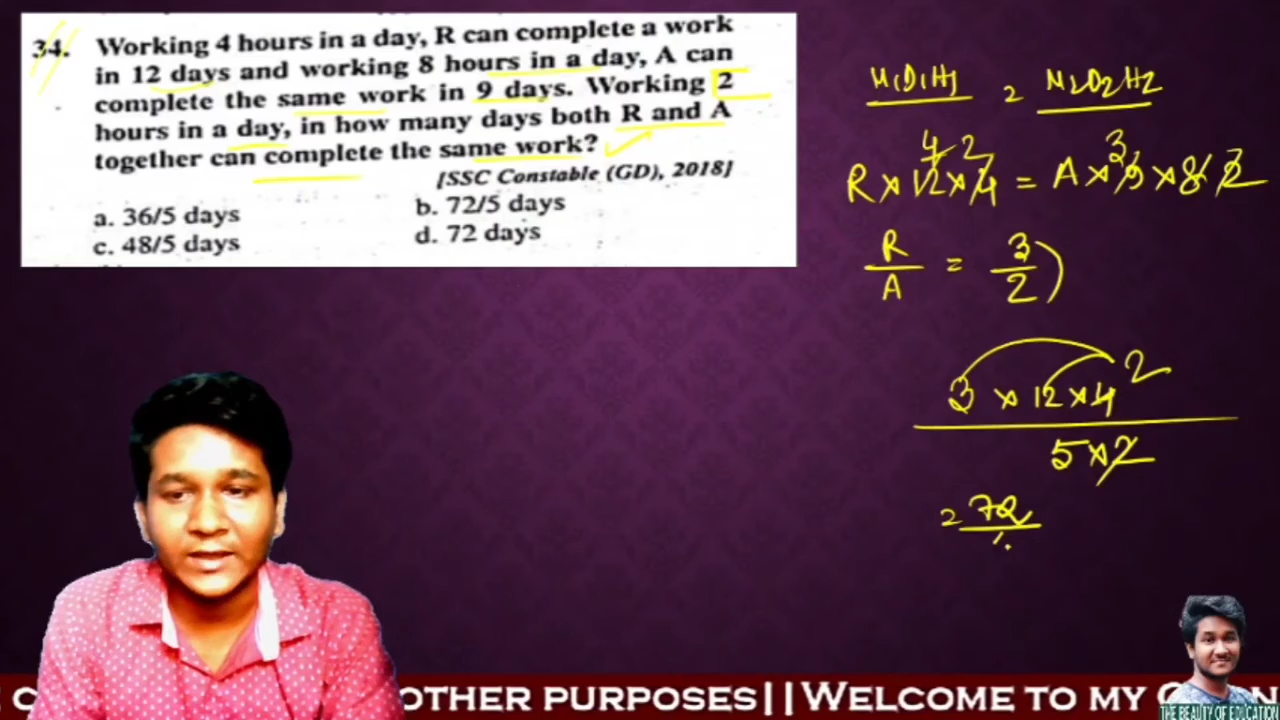 34. Working 4 hours in a day, R can complete a work
in 12 days and working 8 hours in a day, A can
complete the same work in 9 days. Working 2
hours in a day, in how many days both R and A
together can complete the same work?
[SSC Constable (GD), 2018]
a. 36/5 days
b. 72/5 days
c. 48/5 days
d. 72 days
M1D1H1 = M2D2H2
4 2 3
R × 12 × 4 = A × 9 × 8 2
R/A = 3/2)
3 × 12 × 4 2
5 × 2
= 72
OTHER PURPOSES||WELCOME TO MY
THE BEAUTY OF EDUCATION